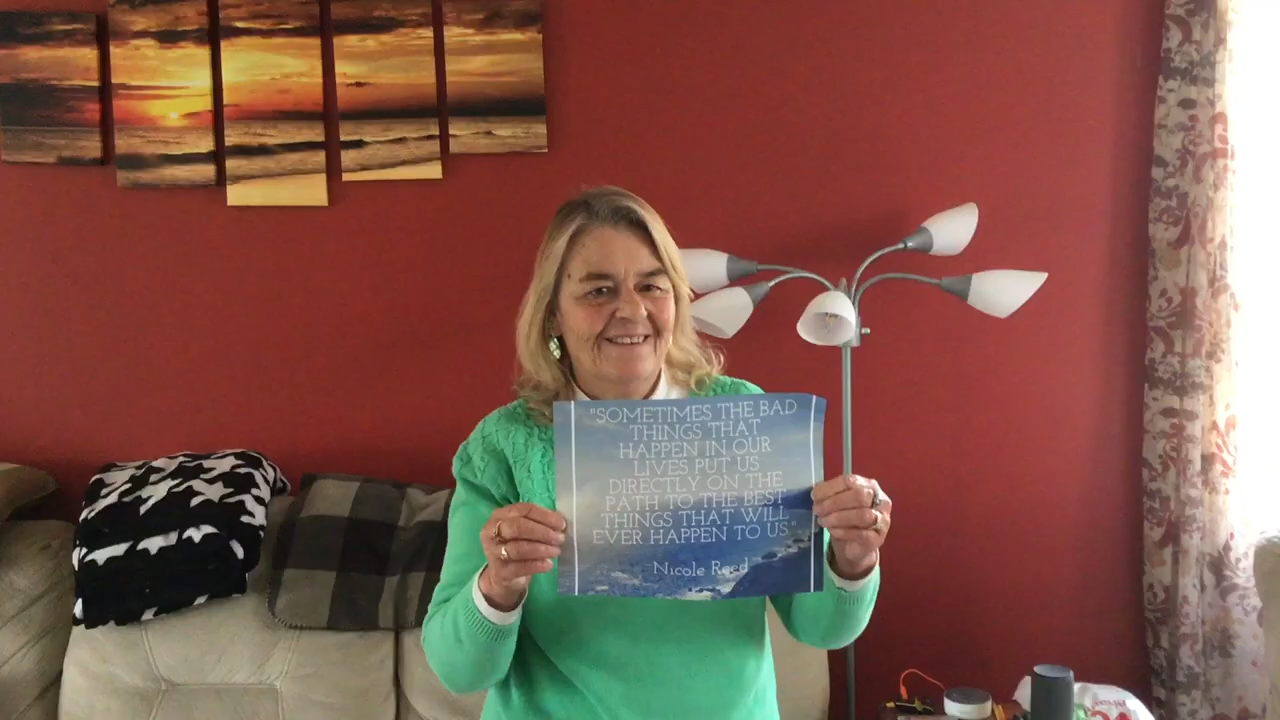 "SOMETIMES THE BAD
THINGS THAT
HAPPEN IN OUR
LIVES PUT US
DIRECTLY ON THE
PATH TO THE BEST
THINGS THAT WILL
EVER HAPPEN TO US."
Nicole Reed